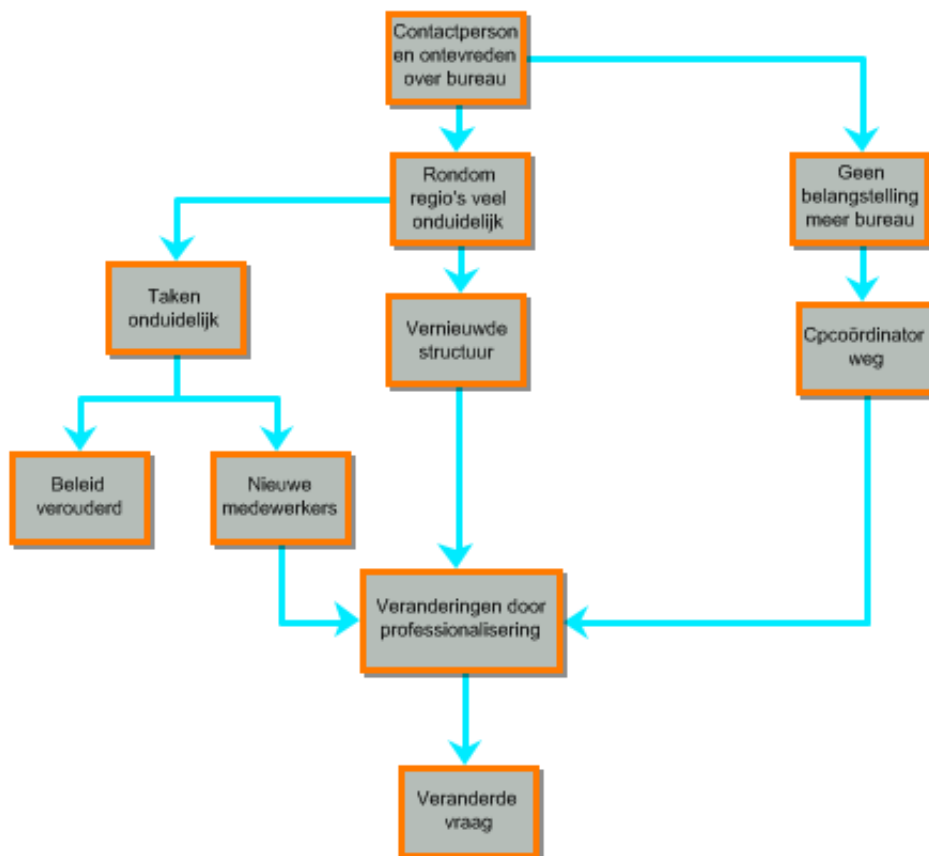 Contactperson
en ontevreden
over bureau
Rondom
regio's veel
onduidelijk
Geen
belangstelling
meer bureau
Taken
onduidelijk
Vernieuwde
structuur
Cpcoördinator
weg
Beleid
verouderd
Nieuwe
medewerkers
Veranderingen door
professionalisering
Veranderde
vraag